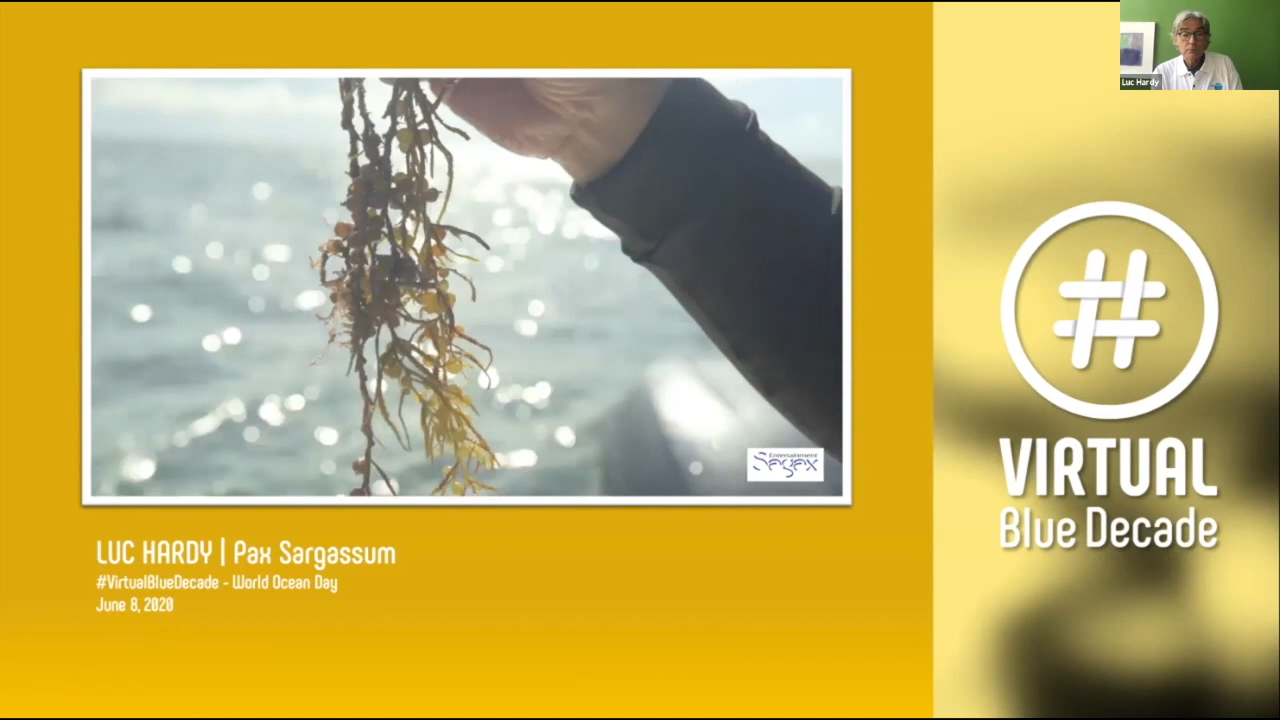 Luc Hardy
Entertainment
Sagax
LUC HARDY | Pax Sargassum
#VirtualBlueDecade - World Ocean Day
June 8, 2020
#
VIRTUAL
Blue Decade